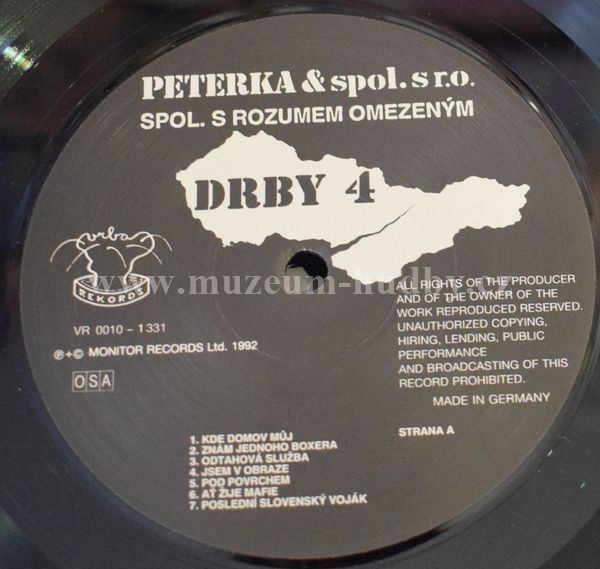 PETERKA & spol. s r.o.
SPOL. S ROZUMEM OMEZENÝM
DRBY 4
vrba
REKORDS
www.muzeum-hudby.cz
VR 0010 - 1331
℗+© MONITOR RECORDS Ltd. 1992
OSA
ALL RIGHTS OF THE PRODUCER
AND OF THE OWNER OF THE
WORK REPRODUCED RESERVED.
UNAUTHORIZED COPYING,
HIRING, LENDING, PUBLIC
PERFORMANCE
AND BROADCASTING OF THIS
RECORD PROHIBITED.
MADE IN GERMANY
STRANA A
1. KDE DOMOV MŮJ
2. ZNÁM JEDNOHO BOXERA
3. ODTAHOVÁ SLUŽBA
4. JSEM V OBRAZE
5. POD POVRCHEM
6. AŤ ŽIJE MAFIE
7. POSLEDNÍ SLOVENSKÝ VOJÁK